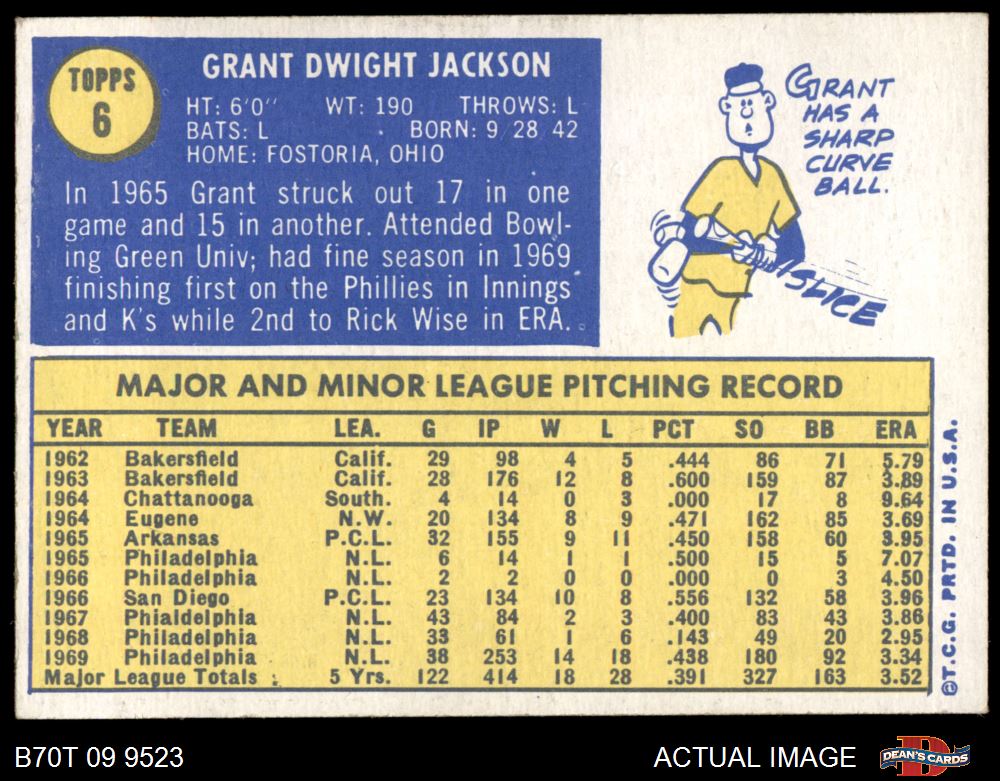 TOPPS
6
GRANT DWIGHT JACKSON
HT: 6'0" WT: 190 THROWS: L
BATS: L BORN: 9 28 42
HOME: FOSTORIA, OHIO
In 1965 Grant struck out 17 in one
game and 15 in another. Attended Bowl-
ing Green Univ; had fine season in 1969
finishing first on the Phillies in Innings
and K's while 2nd to Rick Wise in ERA.
GRANT
HAS A
SHARP
CURVE
BALL.
SLICE
MAJOR AND MINOR LEAGUE PITCHING RECORD
YEAR TEAM LEA. G IP W L PCT SO BB ERA
1962 Bakersfield Calif. 29 98 4 5 .444 86 71 5.79
1963 Bakersfield Calif. 28 176 12 8 .600 159 87 3.89
1964 Chattanooga South. 4 14 0 3 .000 17 8 9.64
1964 Eugene N.W. 20 134 8 9 .471 162 85 3.69
1965 Arkansas P.C.L. 32 155 9 11 .450 158 60 3.95
1965 Philadelphia N.L. 6 14 1 1 .500 15 5 7.07
1966 Philadelphia N.L. 2 2 0 0 .000 0 3 4.50
1966 San Diego P.C.L. 23 134 10 8 .556 132 58 3.96
1967 Phialdelphia N.L. 43 84 2 3 .400 83 43 3.86
1968 Philadelphia N.L. 33 61 1 6 .143 49 20 2.95
1969 Philadelphia N.L. 38 253 14 18 .438 180 92 3.34
Major League Totals 5 Yrs. 122 414 18 28 .391 327 163 3.52
©T.C.G. PRTD. IN U.S.A.
B70T 09 9523
ACTUAL IMAGE
DEAN'S CARDS